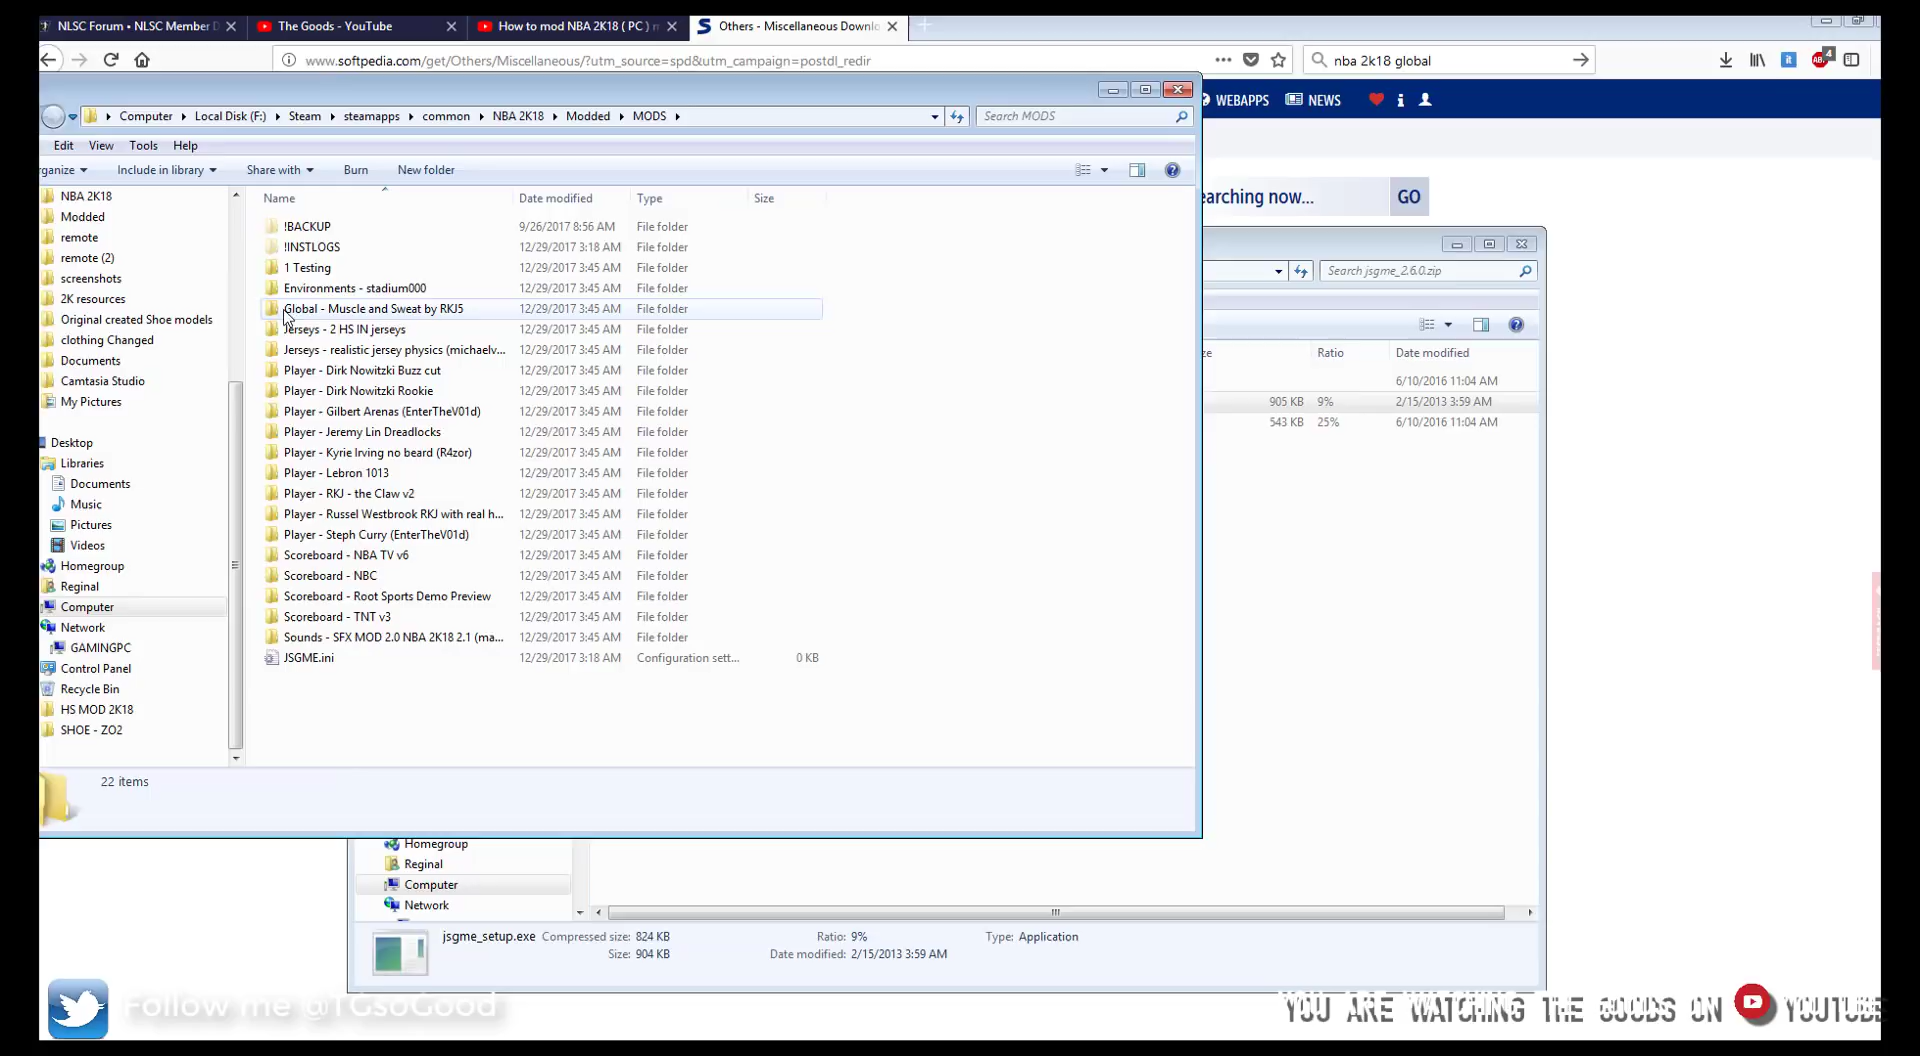 NLSC Forum • NLSC Member D
The Goods - YouTube
How to mod NBA 2K18 ( PC ) m
Others - Miscellaneous Downlo
www.softpedia.com/get/Others/Miscellaneous/?utm_source=spd&utm_campaign=postdl_redir
nba 2k18 global
4
WEBAPPS
NEWS
Computer
Local Disk (F:)
Steam
steamapps
common
NBA 2K18
Modded
MODS
Search MODS
Edit
View
Tools
Help
rganize
Include in library
Share with
Burn
New folder
earching now...
GO
Name
Date modified
Type
Size
NBA 2K18
Modded
remote
remote (2)
screenshots
2K resources
Original created Shoe models
clothing Changed
Documents
Camtasia Studio
My Pictures
Desktop
Libraries
Documents
Music
Pictures
Videos
Homegroup
Reginal
Computer
Network
GAMINGPC
Control Panel
Recycle Bin
HS MOD 2K18
SHOE - ZO2
!BACKUP 9/26/2017 8:56 AM File folder
!INSTLOGS 12/29/2017 3:18 AM File folder
1 Testing 12/29/2017 3:45 AM File folder
Environments - stadium000 12/29/2017 3:45 AM File folder
Global - Muscle and Sweat by RKJ5 12/29/2017 3:45 AM File folder
Jerseys - 2 HS IN jerseys 12/29/2017 3:45 AM File folder
Jerseys - realistic jersey physics (michaelv... 12/29/2017 3:45 AM File folder
Player - Dirk Nowitzki Buzz cut 12/29/2017 3:45 AM File folder
Player - Dirk Nowitzki Rookie 12/29/2017 3:45 AM File folder
Player - Gilbert Arenas (EnterTheV01d) 12/29/2017 3:45 AM File folder
Player - Jeremy Lin Dreadlocks 12/29/2017 3:45 AM File folder
Player - Kyrie Irving no beard (R4zor) 12/29/2017 3:45 AM File folder
Player - Lebron 1013 12/29/2017 3:45 AM File folder
Player - RKJ - the Claw v2 12/29/2017 3:45 AM File folder
Player - Russel Westbrook RKJ with real h... 12/29/2017 3:45 AM File folder
Player - Steph Curry (EnterTheV01d) 12/29/2017 3:45 AM File folder
Scoreboard - NBA TV v6 12/29/2017 3:45 AM File folder
Scoreboard - NBC 12/29/2017 3:45 AM File folder
Scoreboard - Root Sports Demo Preview 12/29/2017 3:45 AM File folder
Scoreboard - TNT v3 12/29/2017 3:45 AM File folder
Sounds - SFX MOD 2.0 NBA 2K18 2.1 (ma... 12/29/2017 3:45 AM File folder
JSGME.ini 12/29/2017 3:18 AM Configuration sett... 0 KB
22 items
Search jsgme_2.6.0.zip
ze Ratio Date modified
6/10/2016 11:04 AM
905 KB 9% 2/15/2013 3:59 AM
543 KB 25% 6/10/2016 11:04 AM
Homegroup
Reginal
Computer
Network
jsgme_setup.exe Compressed size: 824 KB Ratio: 9% Type: Application
Size: 904 KB Date modified: 2/15/2013 3:59 AM
Follow me @TGsoGood
YOU ARE WATCHING THE GOODS ON YOUTUBE